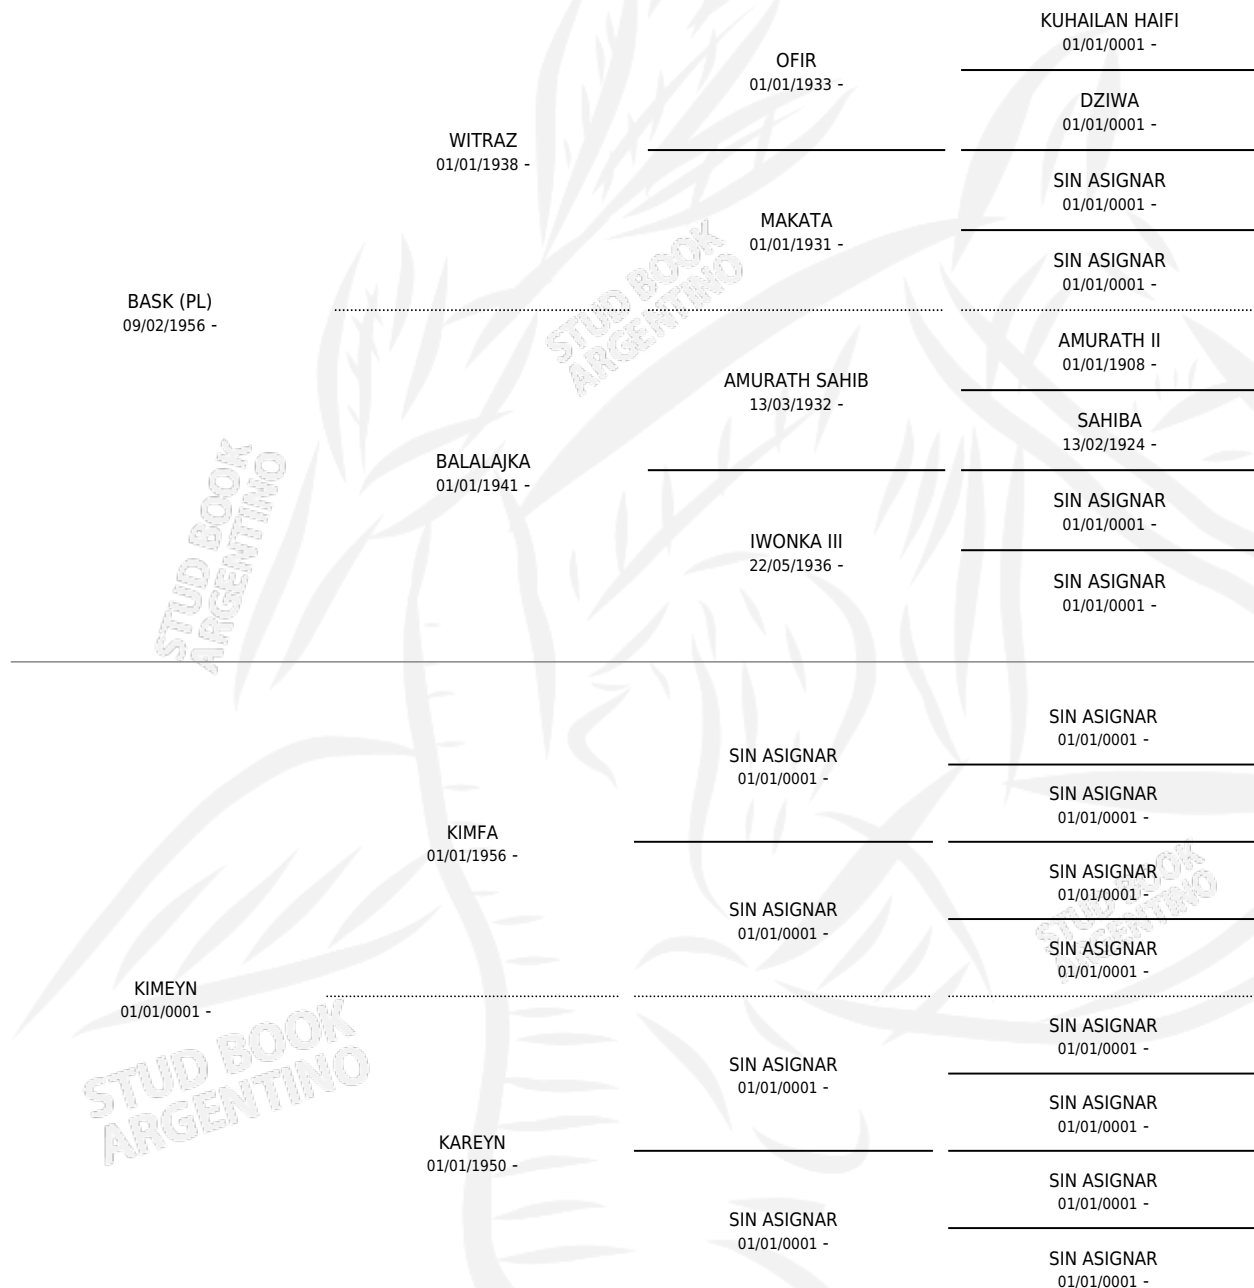 KUHAILAN HAIFI
01/01/0001 -
OFIR
01/01/1933 -
DZIWA
01/01/0001 -
WITRAZ
01/01/1938 -
SIN ASIGNAR
01/01/0001 -
MAKATA
01/01/1931 -
SIN ASIGNAR
01/01/0001 -
BASK (PL)
09/02/1956 -
STUD BOOK
ARGENTINO
AMURATH II
01/01/1908 -
AMURATH SAHIB
13/03/1932 -
SAHIBA
13/02/1924 -
BALALAJKA
01/01/1941 -
SIN ASIGNAR
01/01/0001 -
IWONKA III
22/05/1936 -
SIN ASIGNAR
01/01/0001 -
STUD BOOK
ARGENTINO
SIN ASIGNAR
01/01/0001 -
SIN ASIGNAR
01/01/0001 -
SIN ASIGNAR
01/01/0001 -
KIMFA
01/01/1956 -
SIN ASIGNAR
01/01/0001 -
SIN ASIGNAR
01/01/0001 -
SIN ASIGNAR
01/01/0001 -
STUD BOOK
ARGENTINO
KIMEYN
01/01/0001 -
SIN ASIGNAR
01/01/0001 -
SIN ASIGNAR
01/01/0001 -
SIN ASIGNAR
01/01/0001 -
STUD BOOK
ARGENTINO
KAREYN
01/01/1950 -
SIN ASIGNAR
01/01/0001 -
SIN ASIGNAR
01/01/0001 -
SIN ASIGNAR
01/01/0001 -